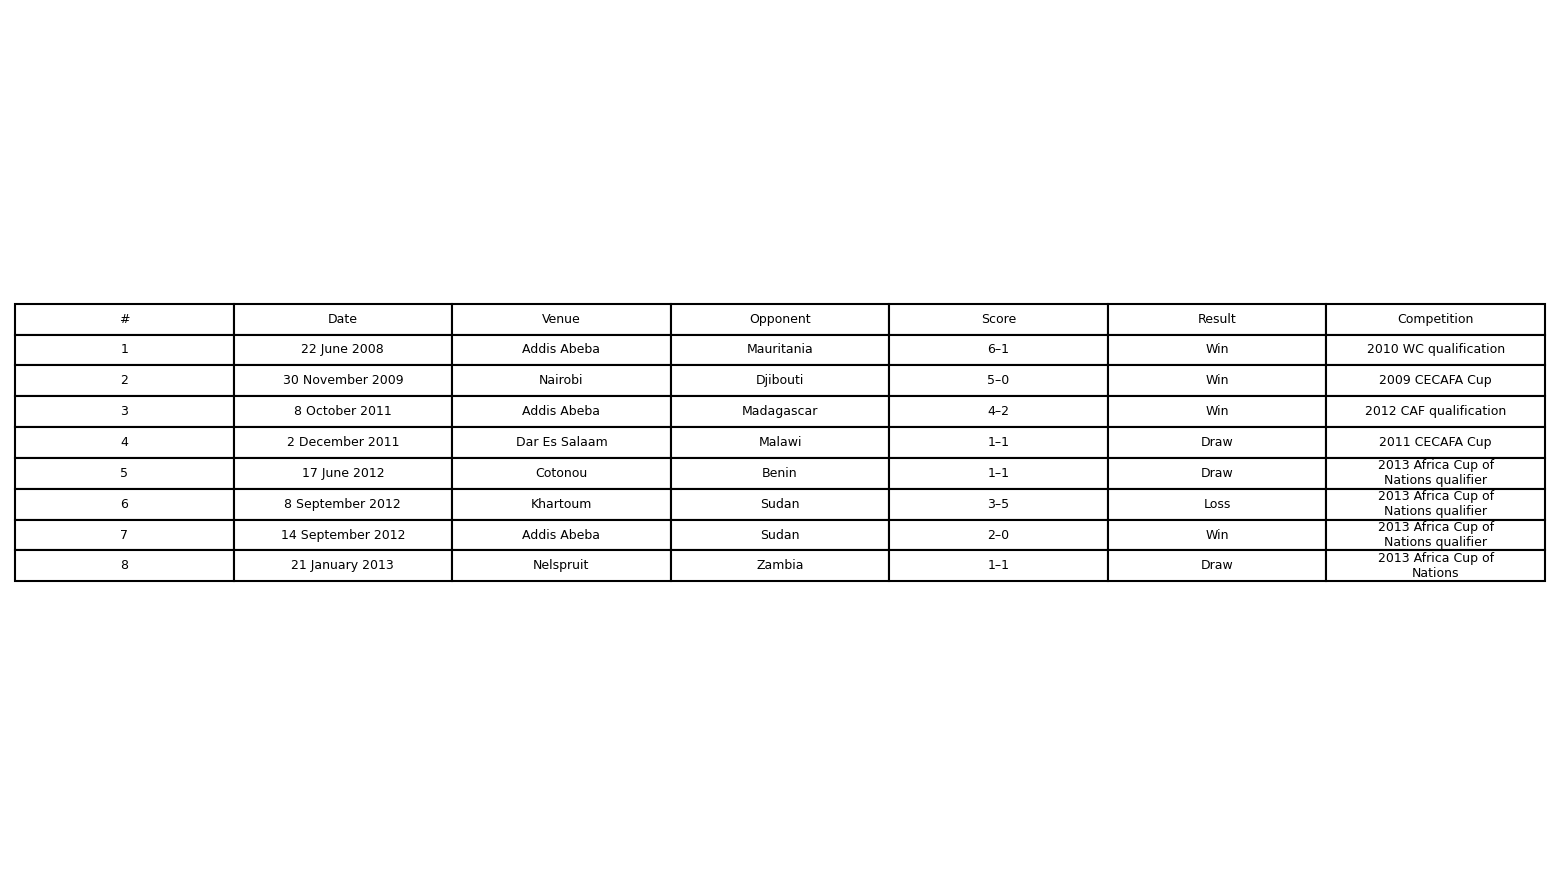 # Date Venue Opponent Score Result Competition
1 22 June 2008 Addis Abeba Mauritania 6–1 Win 2010 WC qualification
2 30 November 2009 Nairobi Djibouti 5–0 Win 2009 CECAFA Cup
3 8 October 2011 Addis Abeba Madagascar 4–2 Win 2012 CAF qualification
4 2 December 2011 Dar Es Salaam Malawi 1–1 Draw 2011 CECAFA Cup
5 17 June 2012 Cotonou Benin 1–1 Draw 2013 Africa Cup of
Nations qualifier
6 8 September 2012 Khartoum Sudan 3–5 Loss 2013 Africa Cup of
Nations qualifier
7 14 September 2012 Addis Abeba Sudan 2–0 Win 2013 Africa Cup of
Nations qualifier
8 21 January 2013 Nelspruit Zambia 1–1 Draw 2013 Africa Cup of
Nations